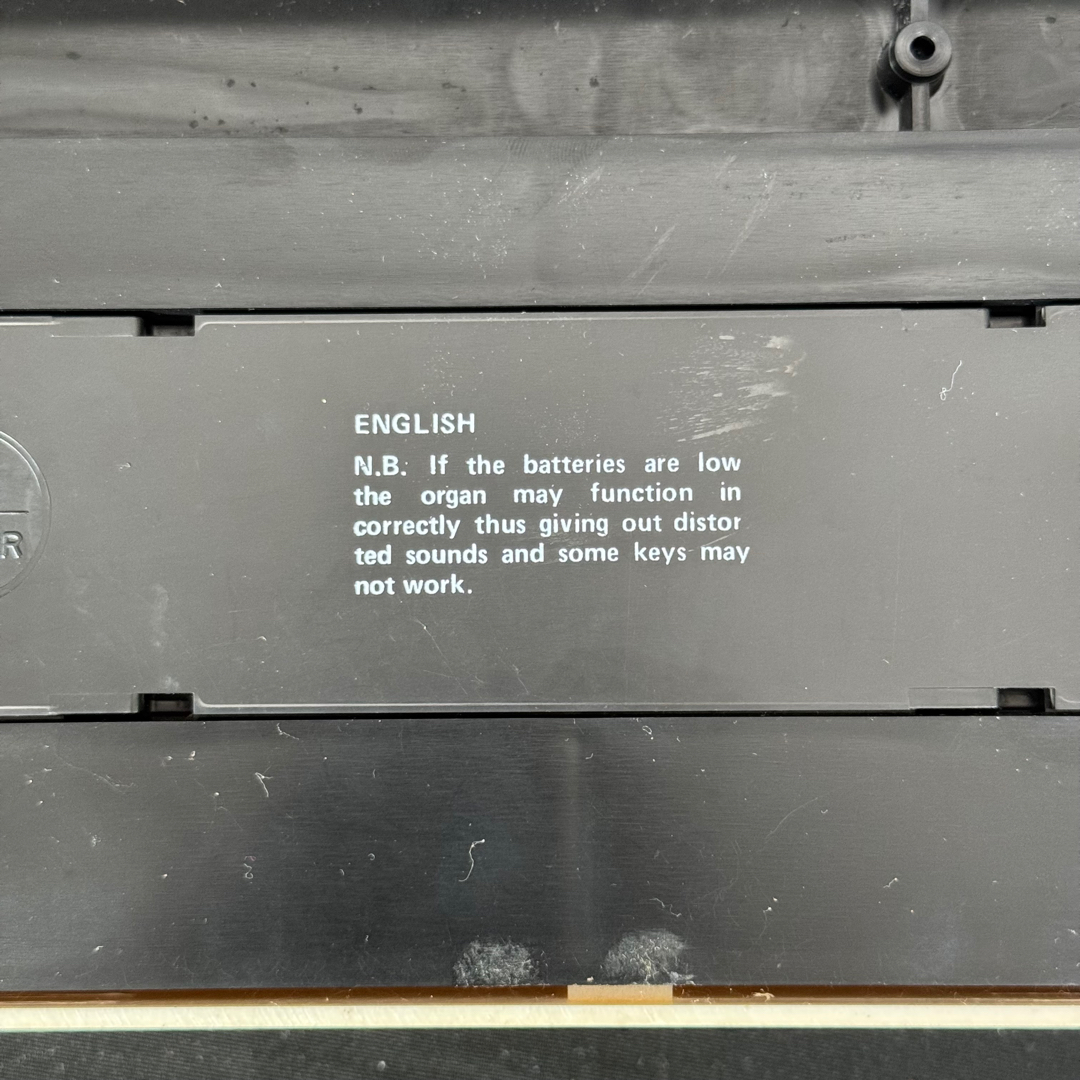 ENGLISH
N.B. If the batteries are low
the organ may function in
correctly thus giving out distor
ted sounds and some keys may
not work.
R